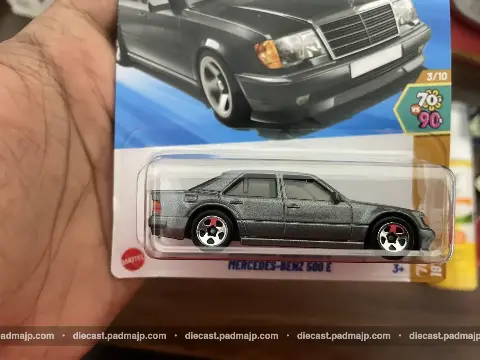 3/10
70s
vs
90s
MATTEL
MERCEDES-BENZ 500 E
3+
padmajp.com · diecast.padmajp.com · diecast.padmajp.com · diecast.padmajp.com · diecast